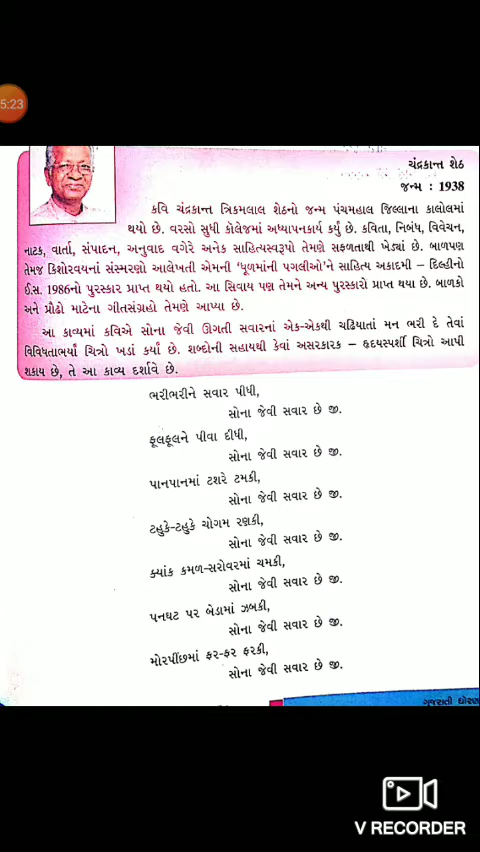 5:23
ચંદ્રકાન્ત શેઠ
જન્મ : 1938
કવિ ચંદ્રકાન્ત ત્રિકમલાલ શેઠનો જન્મ પંચમહાલ જિલ્લાના કાલોલમાં
થયો છે. વરસો સુધી કૉલેજમાં અધ્યાપનકાર્ય કર્યું છે. કવિતા, નિબંધ, વિવેચન,
નાટક, વાર્તા, સંપાદન, અનુવાદ વગેરે અનેક સાહિત્યસ્વરૂપો તેમણે સફળતાથી ખેડ્યાં છે. બાળપણ
તેમજ કિશોરવયનાં સંસ્મરણો આલેખતી એમની 'ધૂળમાંની પગલીઓ'ને સાહિત્ય અકાદમી – દિલ્હીનો
ઈ.સ. 1986નો પુરસ્કાર પ્રાપ્ત થયો હતો. આ સિવાય પણ તેમને અન્ય પુરસ્કારો પ્રાપ્ત થયા છે. બાળકો
અને પ્રૌઢો માટેના ગીતસંગ્રહો તેમણે આપ્યા છે.
આ કાવ્યમાં કવિએ સોના જેવી ઊગતી સવારનાં એક-એકથી ચઢિયાતાં મન ભરી દે તેવાં
વિવિધતાભર્યાં ચિત્રો ખડાં કર્યાં છે. શબ્દોની સહાયથી કેવાં અસરકારક – હૃદયસ્પર્શી ચિત્રો આપી
શકાય છે, તે આ કાવ્ય દર્શાવે છે.
ભરીભરીને સવાર પીધી,
સોના જેવી સવાર છે જી.
ફૂલફૂલને પીવા દીધી,
સોના જેવી સવાર છે જી.
પાનપાનમાં ટશરે ટમકી,
સોના જેવી સવાર છે જી.
ટહુકે-ટહુકે ચોગમ રણકી,
સોના જેવી સવાર છે જી.
ક્યાંક કમળ-સરોવરમાં ચમકી,
સોના જેવી સવાર છે જી.
પનઘટ પર બેડામાં ઝબકી,
સોના જેવી સવાર છે જી.
મોરપીંછમાં ફર-ફર ફરકી,
સોના જેવી સવાર છે જી.
ગુજરાતી ધોરણ
V RECORDER